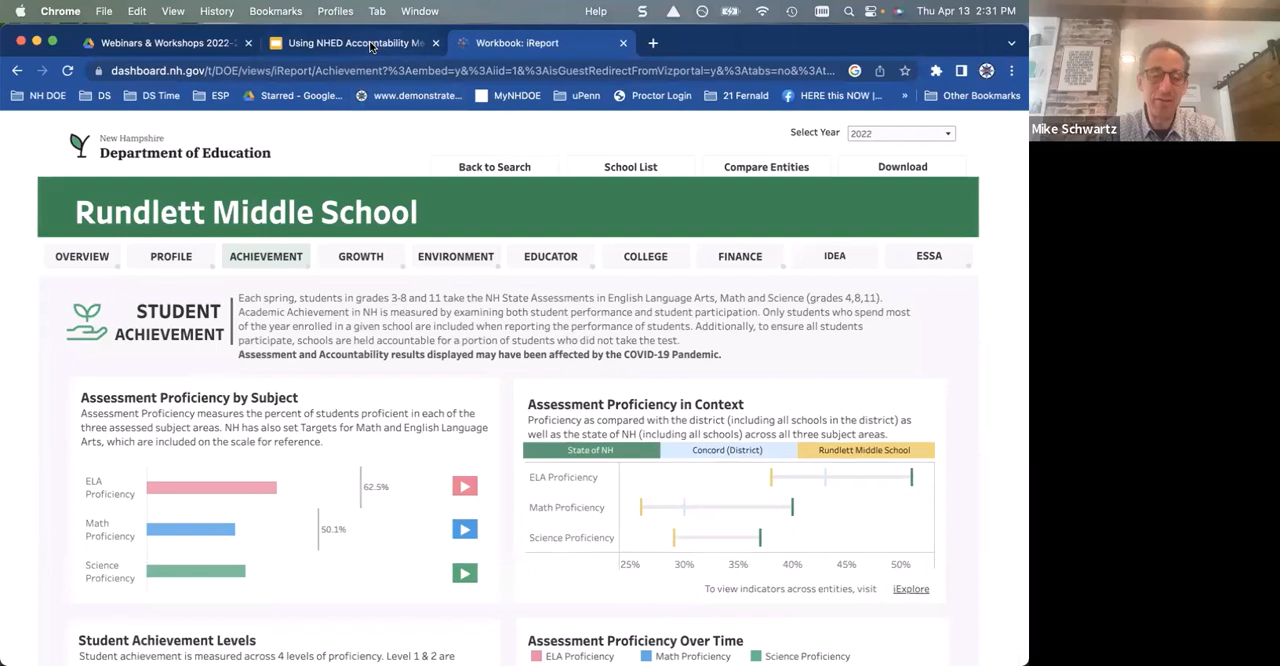 Chrome File Edit View History Bookmarks Profiles Tab Window Help Thu Apr 13 2:31 PM
Webinars & Workshops 2022-2 Using NHED Accountability Me Workbook: iReport
dashboard.nh.gov/t/DOE/views/iReport/Achievement?%3Aembed=y&%3Aiid=1&%3AisGuestRedirectFromVizportal=y&%3Atabs=no&%3At...
NH DOE DS DS Time ESP Starred - Google... www.demonstrate... MyNHDOE uPenn Proctor Login 21 Fernald HERE this NOW |... » Other Bookmarks
Mike Schwartz
New Hampshire
Department of Education
Select Year 2022
Back to Search School List Compare Entities Download
Rundlett Middle School
OVERVIEW PROFILE ACHIEVEMENT GROWTH ENVIRONMENT EDUCATOR COLLEGE FINANCE IDEA ESSA
STUDENT
ACHIEVEMENT
Each spring, students in grades 3-8 and 11 take the NH State Assessments in English Language Arts, Math and Science (grades 4,8,11).
Academic Achievement in NH is measured by examining both student performance and student participation. Only students who spend most
of the year enrolled in a given school are included when reporting the performance of students. Additionally, to ensure all students
participate, schools are held accountable for a portion of students who did not take the test.
Assessment and Accountability results displayed may have been affected by the COVID-19 Pandemic.
Assessment Proficiency by Subject
Assessment Proficiency measures the percent of students proficient in each of the
three assessed subject areas. NH has also set Targets for Math and English Language
Arts, which are included on the scale for reference.
ELA
Proficiency
62.5%
Math
Proficiency
50.1%
Science
Proficiency
Assessment Proficiency in Context
Proficiency as compared with the district (including all schools in the district) as
well as the state of NH (including all schools) across all three subject areas.
State of NH Concord (District) Rundlett Middle School
ELA Proficiency
Math Proficiency
Science Proficiency
25% 30% 35% 40% 45% 50%
To view indicators across entities, visit iExplore
Student Achievement Levels
Student achievement is measured across 4 levels of proficiency. Level 1 & 2 are
Assessment Proficiency Over Time
ELA Proficiency Math Proficiency Science Proficiency